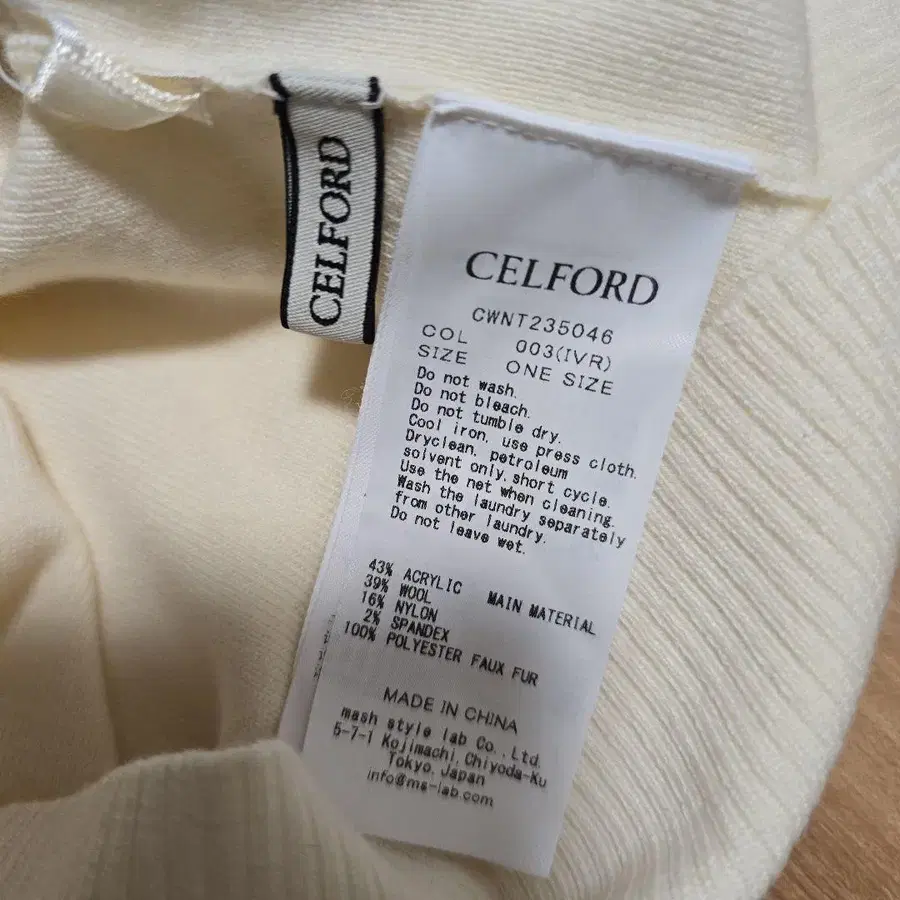 CELFORD
CELFORD
CWNT235046
COL 003(IVR)
SIZE ONE SIZE
Do not wash.
Do not bleach.
Do not tumble dry.
Cool iron, use press cloth.
Dryclean, petroleum
solvent only, short cycle.
Use the net when cleaning.
Wash the laundry separately
from other laundry.
Do not leave wet.
43% ACRYLIC MAIN MATERIAL
39% WOOL
16% NYLON
2% SPANDEX
100% POLYESTER FAUX FUR
MADE IN CHINA
mash style lab Co., Ltd.
5-7-1 Kojimachi, Chiyoda-Ku
Tokyo, Japan
info@ms-lab.com